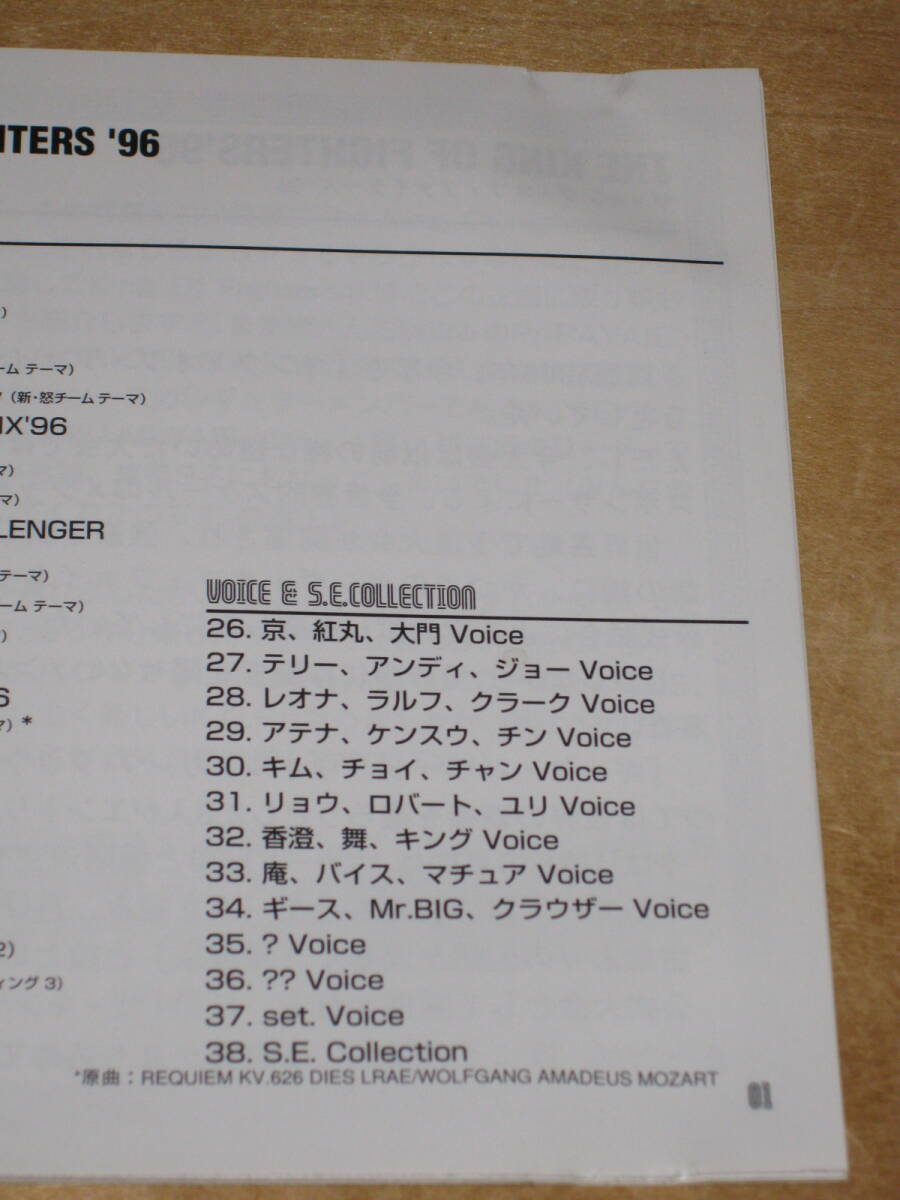 HTERS '96
ーム テーマ)
(新・怒チーム テーマ)
IX'96
マ)
マ)
LENGER
テーマ)
ーム テーマ)
)
6
マ) *
2)
ィング 3)
VOICE & S.E.COLLECTION
26. 京、紅丸、大門 Voice
27. テリー、アンディ、ジョー Voice
28. レオナ、ラルフ、クラーク Voice
29. アテナ、ケンスウ、チン Voice
30. キム、チョイ、チャン Voice
31. リョウ、ロバート、ユリ Voice
32. 香澄、舞、キング Voice
33. 庵、バイス、マチュア Voice
34. ギース、Mr.BIG、クラウザー Voice
35. ? Voice
36. ?? Voice
37. set. Voice
38. S.E. Collection
*原曲：REQUIEM KV.626 DIES LRAE/WOLFGANG AMADEUS MOZART
01